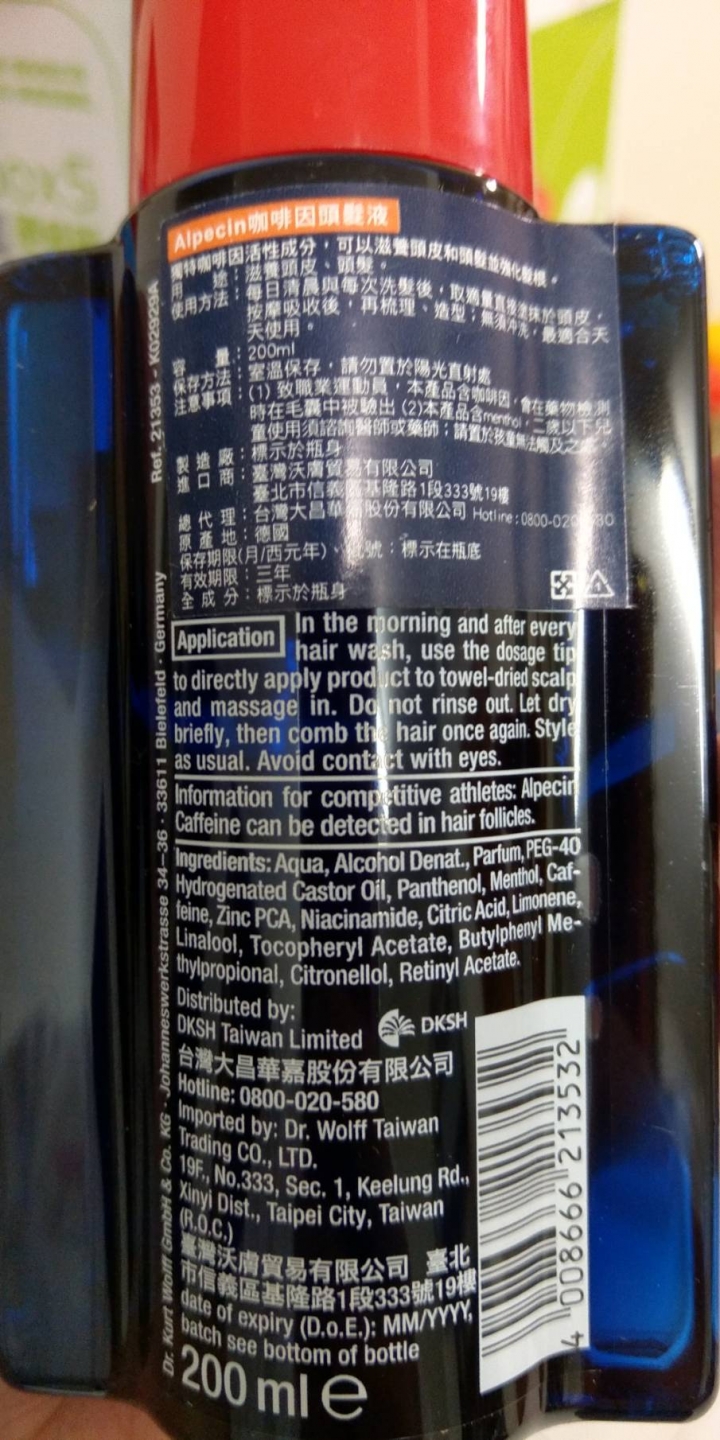 Alpecin咖啡因頭髮液
獨特咖啡因活性成分，可以滋養頭皮和頭髮並強化髮根。
用途：滋養頭皮、頭髮。
使用方法：每日清晨與每次洗髮後，取適量直接塗抹於頭皮，
按摩吸收後，再梳理、造型；無須沖洗，最適合天
天使用。
容量：200ml
保存方法：室溫保存，請勿置於陽光直射處
注意事項：(1) 致職業運動員，本產品含咖啡因，會在藥物檢測
時在毛囊中被驗出 (2)本產品含menthol，二歲以下兒
童使用須諮詢醫師或藥師；請置於孩童無法觸及之處。
製造廠：標示於瓶身
進口商：臺灣沃膚貿易有限公司
臺北市信義區基隆路1段333號19樓
總代理：台灣大昌華嘉股份有限公司 Hotline:0800-020-580
原產地：德國
保存期限(月/西元年)、批號：標示在瓶底
有效期限：三年
全成分：標示於瓶身
Application In the morning and after every
hair wash, use the dosage tip
to directly apply product to towel-dried scalp
and massage in. Do not rinse out. Let dry
briefly, then comb the hair once again. Style
as usual. Avoid contact with eyes.
Information for competitive athletes: Alpecin
Caffeine can be detected in hair follicles.
Ingredients: Aqua, Alcohol Denat., Parfum, PEG-40
Hydrogenated Castor Oil, Panthenol, Menthol, Caf-
feine, Zinc PCA, Niacinamide, Citric Acid, Limonene,
Linalool, Tocopheryl Acetate, Butylphenyl Me-
thylpropional, Citronellol, Retinyl Acetate.
Distributed by:
DKSH Taiwan Limited
DKSH
台灣大昌華嘉股份有限公司
Hotline: 0800-020-580
Imported by: Dr. Wolff Taiwan
Trading CO., LTD.
19F., No.333, Sec. 1, Keelung Rd.,
Xinyi Dist., Taipei City, Taiwan
(R.O.C.)
臺灣沃膚貿易有限公司 臺北
市信義區基隆路1段333號19樓
date of expiry (D.o.E.): MM/YYYY,
batch see bottom of bottle
200 ml e
4 008666 213532
Dr. Kurt Wolff GmbH & Co. KG · Johanneswerkstrasse 34–36 · 33611 Bielefeld · Germany
Ref. 21353 · K02929A